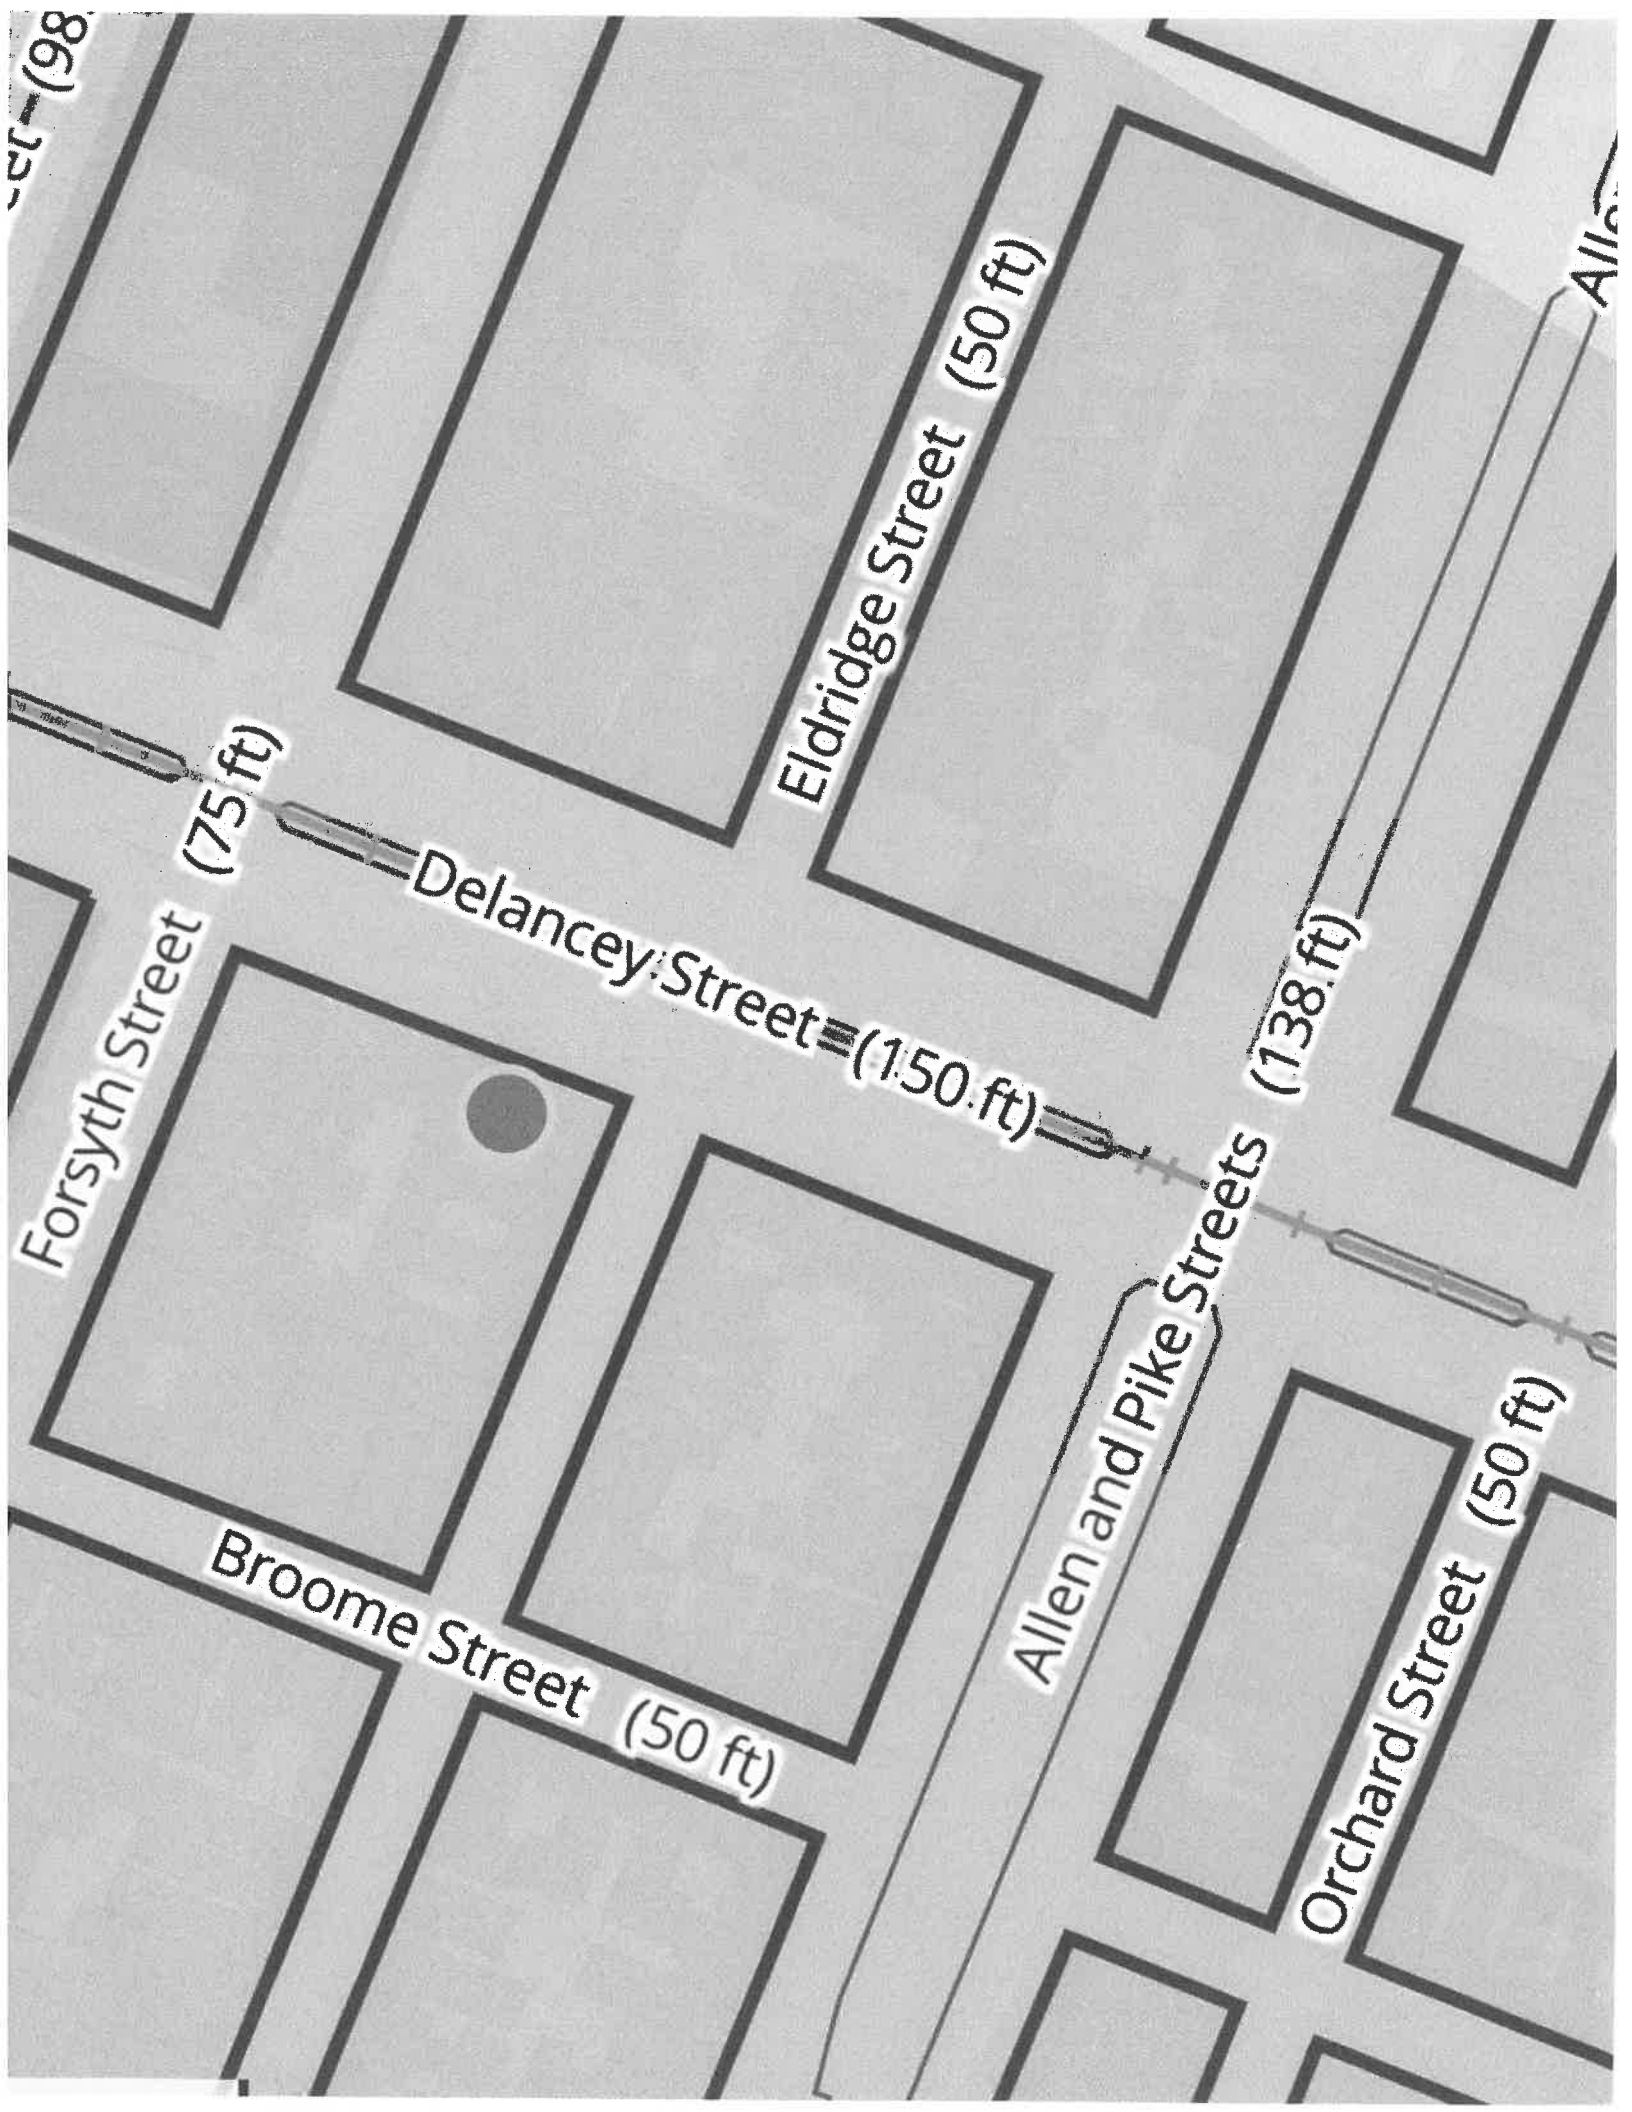 (98
Eldridge Street (50 ft)
Forsyth Street (75 ft)
Delancey Street (150 ft)
Allen and Pike Streets (138 ft)
Orchard Street (50 ft)
Broome Street (50 ft)